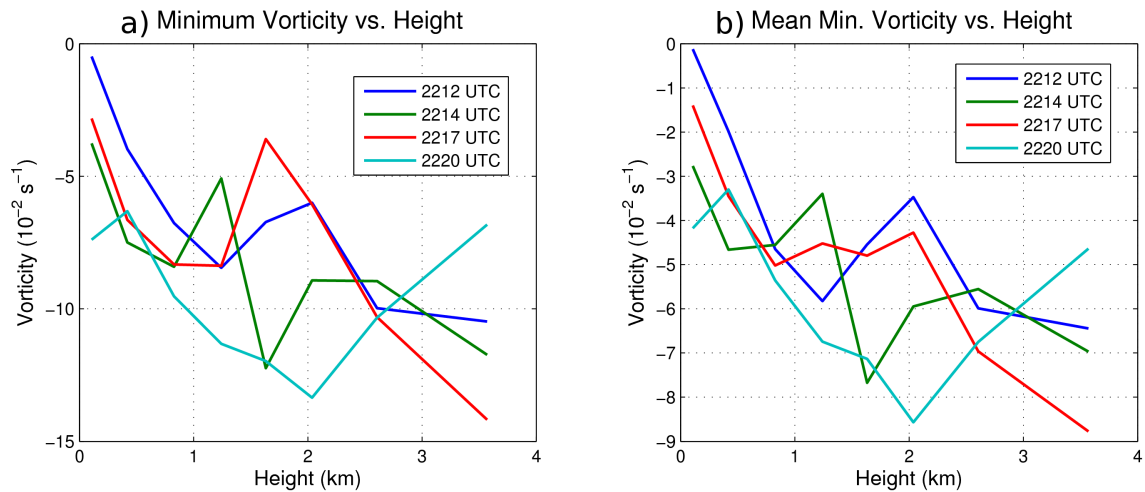 a) Minimum Vorticity vs. Height
0
−5
−10
−15
Vorticity (10⁻² s⁻¹)
2212 UTC
2214 UTC
2217 UTC
2220 UTC
0 1 2 3 4
Height (km)
b) Mean Min. Vorticity vs. Height
0
−1
−2
−3
−4
−5
−6
−7
−8
−9
Vorticity (10⁻² s⁻¹)
2212 UTC
2214 UTC
2217 UTC
2220 UTC
0 1 2 3 4
Height (km)